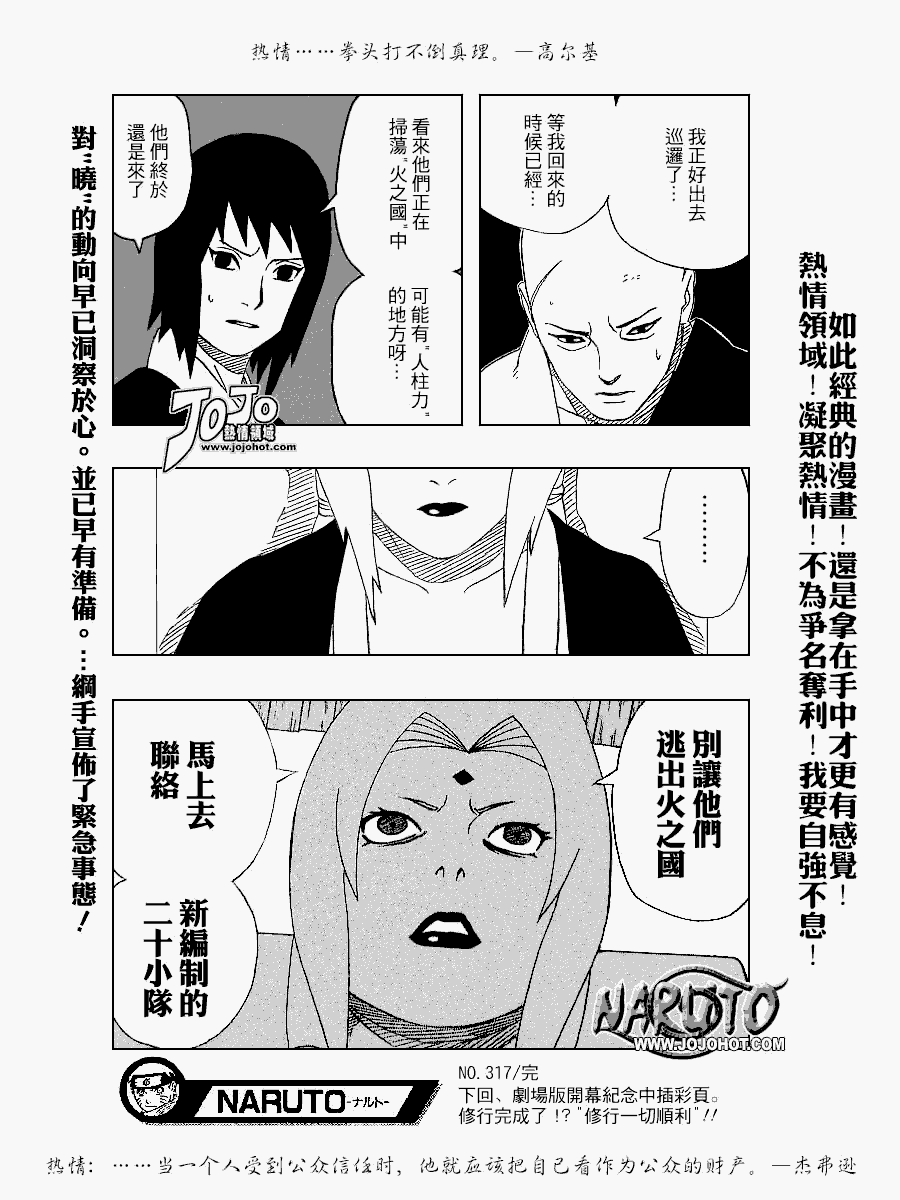 热情……拳头打不倒真理。—高尔基
我正好出去
巡邏了…
等我回來的
時候已經…
看來他們正在
掃蕩"火之國"中
可能有"人柱力"
的地方呀…
他們終於
還是來了
JOJO
熱情領域
www.jojohot.com
………
別讓他們
逃出火之國
馬上去
聯絡
新編制的
二十小隊
NARUTO
WWW.JOJOHOT.COM
如此經典的漫畫！還是拿在手中才更有感覺！
熱情領域！凝聚熱情！不為爭名奪利！我要自強不息！
對"曉"的動向早已洞察於心。並已早有準備。…綱手宣佈了緊急事態！
NARUTO-ナルト-
NO.317/完
下回、劇場版開幕紀念中插彩頁。
修行完成了!?"修行一切順利"!!
热情：……当一个人受到公众信任时，他就应该把自已看作为公众的财产。—杰弗逊